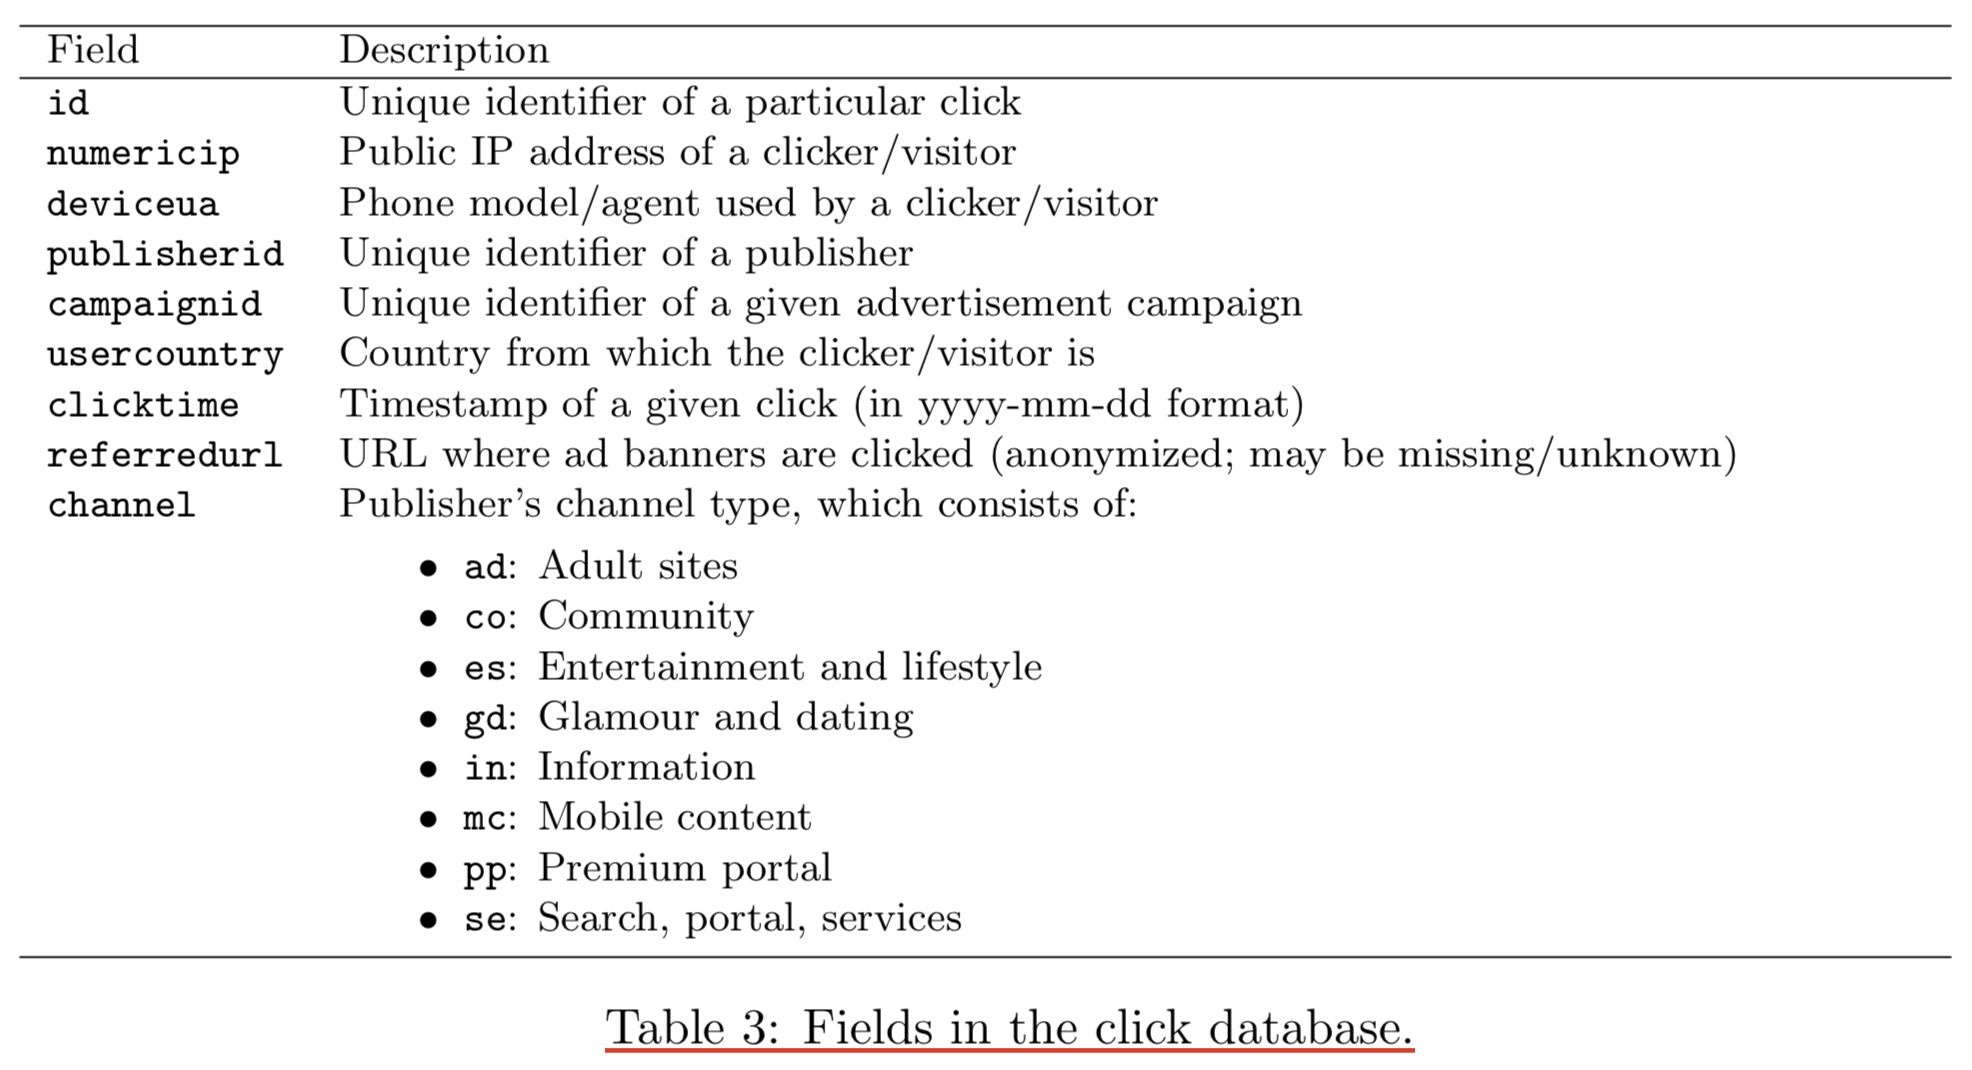 Field Description
id Unique identifier of a particular click
numericip Public IP address of a clicker/visitor
deviceua Phone model/agent used by a clicker/visitor
publisherid Unique identifier of a publisher
campaignid Unique identifier of a given advertisement campaign
usercountry Country from which the clicker/visitor is
clicktime Timestamp of a given click (in yyyy-mm-dd format)
referredurl URL where ad banners are clicked (anonymized; may be missing/unknown)
channel Publisher's channel type, which consists of:
• ad: Adult sites
• co: Community
• es: Entertainment and lifestyle
• gd: Glamour and dating
• in: Information
• mc: Mobile content
• pp: Premium portal
• se: Search, portal, services
Table 3: Fields in the click database.